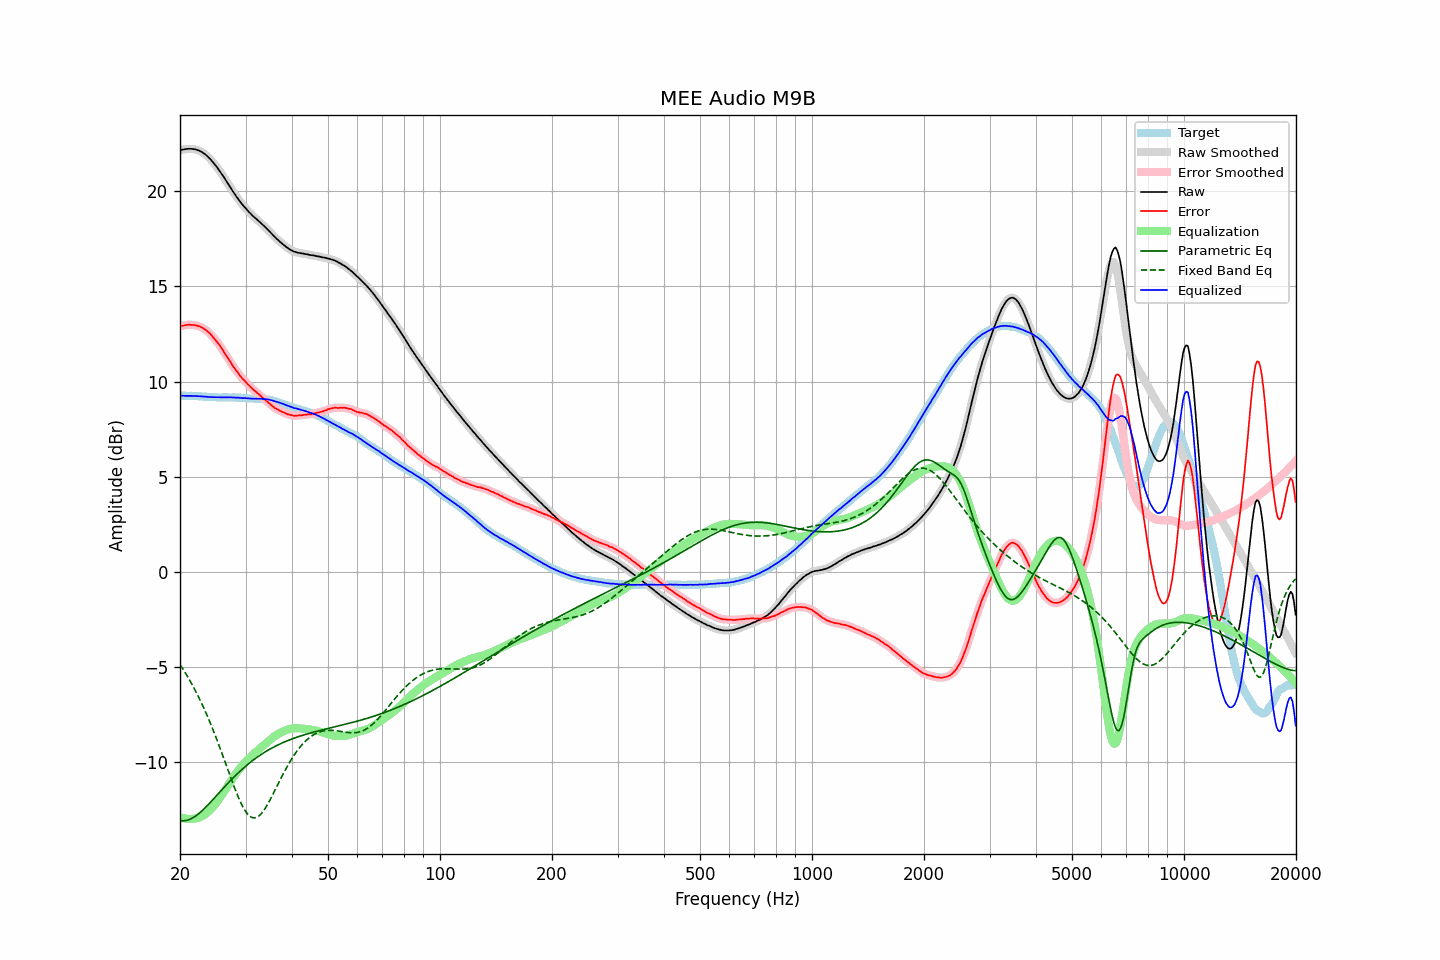 MEE Audio M9B
Target
Raw Smoothed
Error Smoothed
Raw
Error
Equalization
Parametric Eq
Fixed Band Eq
Equalized
Amplitude (dBr)
20
15
10
5
0
−5
−10
20 50 100 200 500 1000 2000 5000 10000 20000
Frequency (Hz)